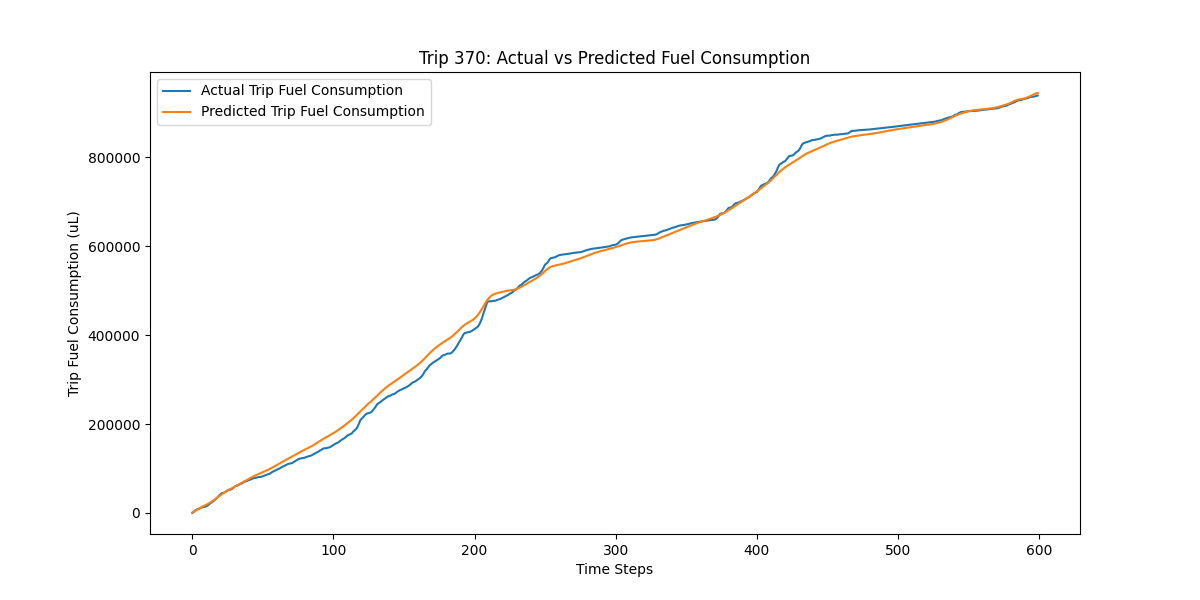 Trip 370: Actual vs Predicted Fuel Consumption
Actual Trip Fuel Consumption
Predicted Trip Fuel Consumption
Trip Fuel Consumption (uL)
800000
600000
400000
200000
0
0 100 200 300 400 500 600
Time Steps